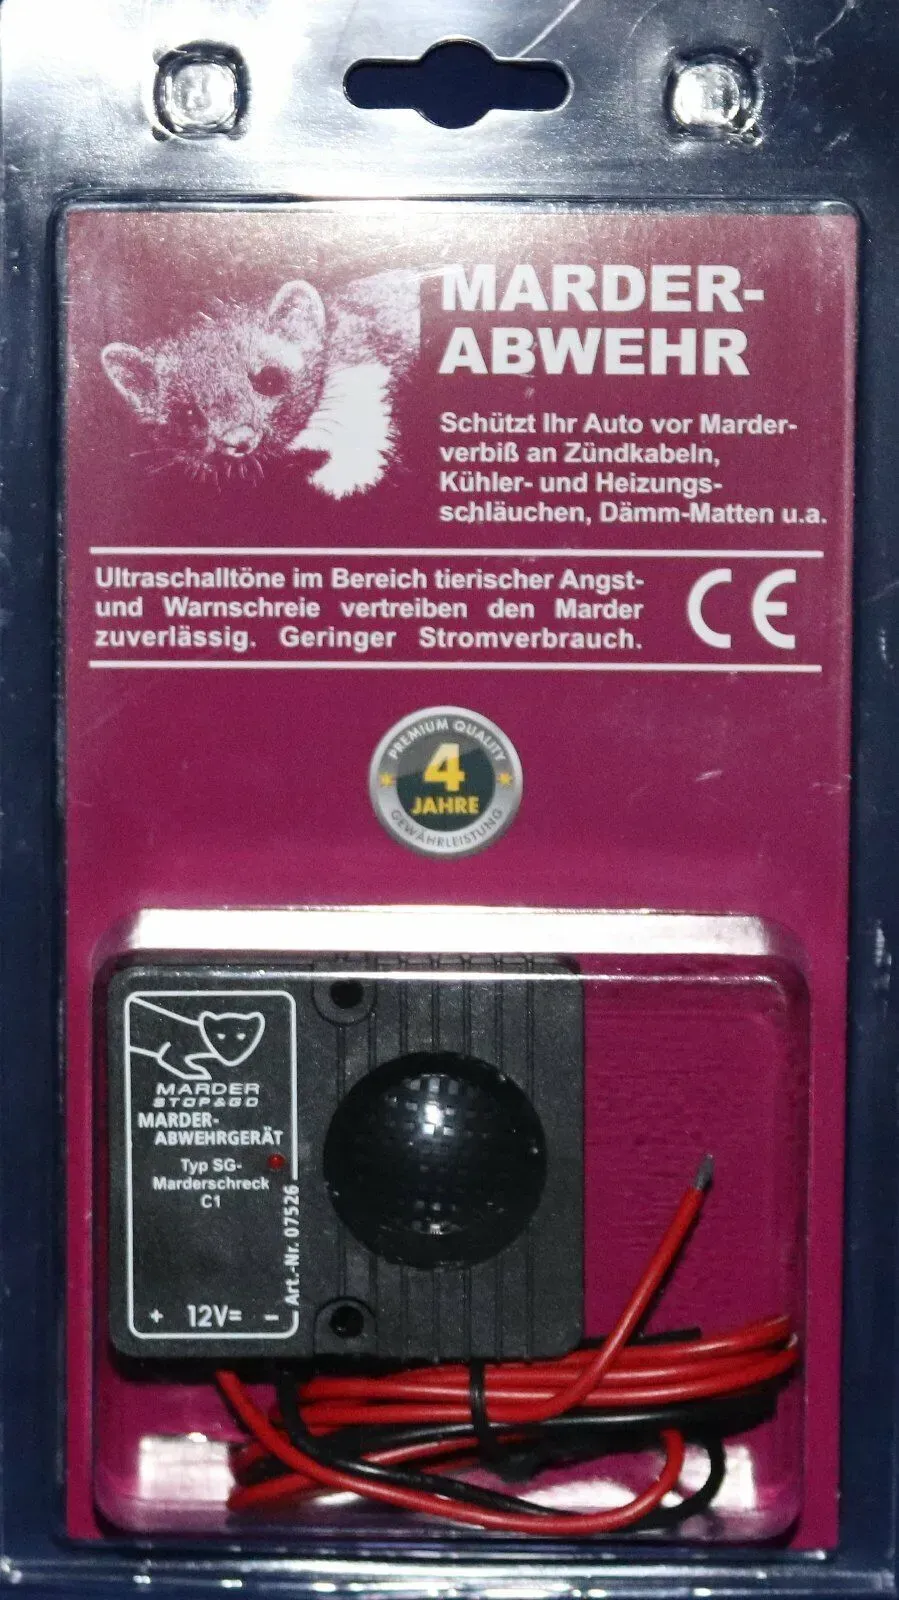 MARDER-
ABWEHR
Schützt Ihr Auto vor Marder-
verbiß an Zündkabeln,
Kühler- und Heizungs-
schläuchen, Dämm-Matten u.a.
Ultraschalltöne im Bereich tierischer Angst-
und Warnschreie vertreiben den Marder
zuverlässig. Geringer Stromverbrauch.
CE
PREMIUM QUALITY
4
JAHRE
GEWÄHRLEISTUNG
MARDER
STOP&GO
MARDER-
ABWEHRGERÄT
Typ SG-
Marderschreck
C1
Art.-Nr. 07526
+ 12V= -